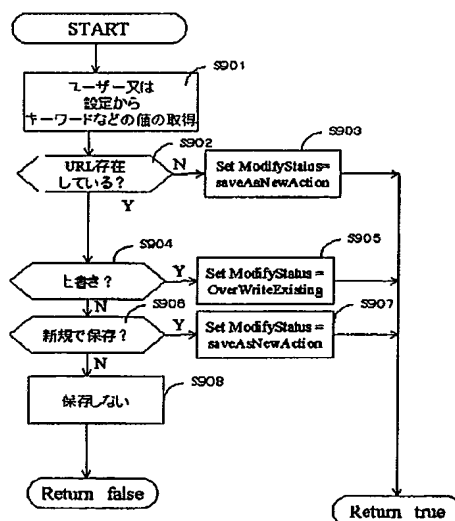 START
S901
ユーザー又は
設定から
キーワードなどの値の取得
S902
URL存在
している?
N
Y
S903
Set ModifyStatus=
saveAsNewAction
S904
上書き?
Y
N
S905
Set ModifyStatus=
OverWriteExisting
S906
新規で保存?
Y
N
S907
Set ModifyStatus=
saveAsNewAction
S908
保存しない
Return false
Return true